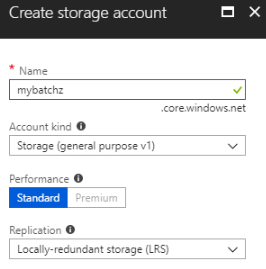 Create storage account
* Name
mybatchz
.core.windows.net
Account kind
Storage (general purpose v1)
Performance
Standard Premium
Replication
Locally-redundant storage (LRS)